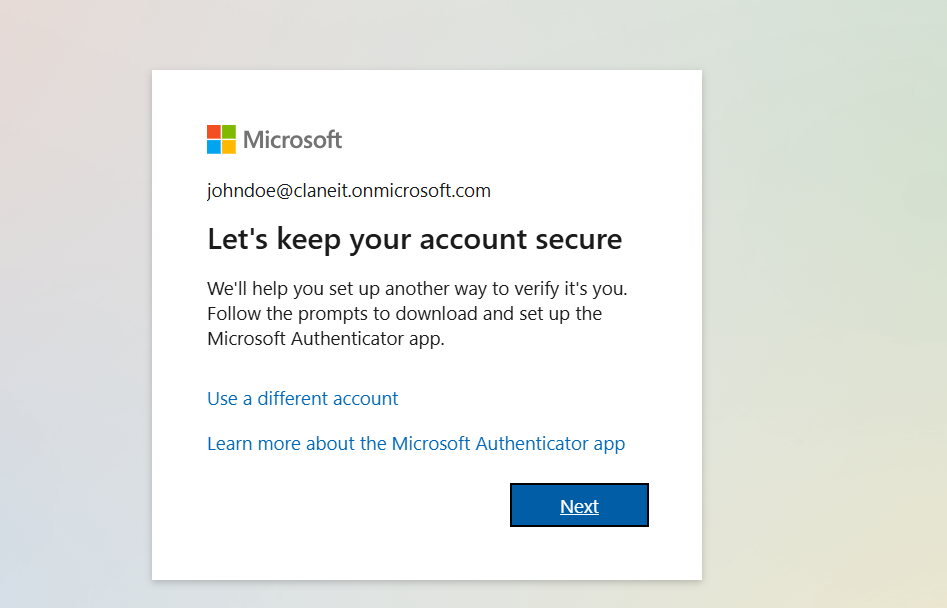 Microsoft
johndoe@claneit.onmicrosoft.com
Let's keep your account secure
We'll help you set up another way to verify it's you.
Follow the prompts to download and set up the
Microsoft Authenticator app.
Use a different account
Learn more about the Microsoft Authenticator app
Next